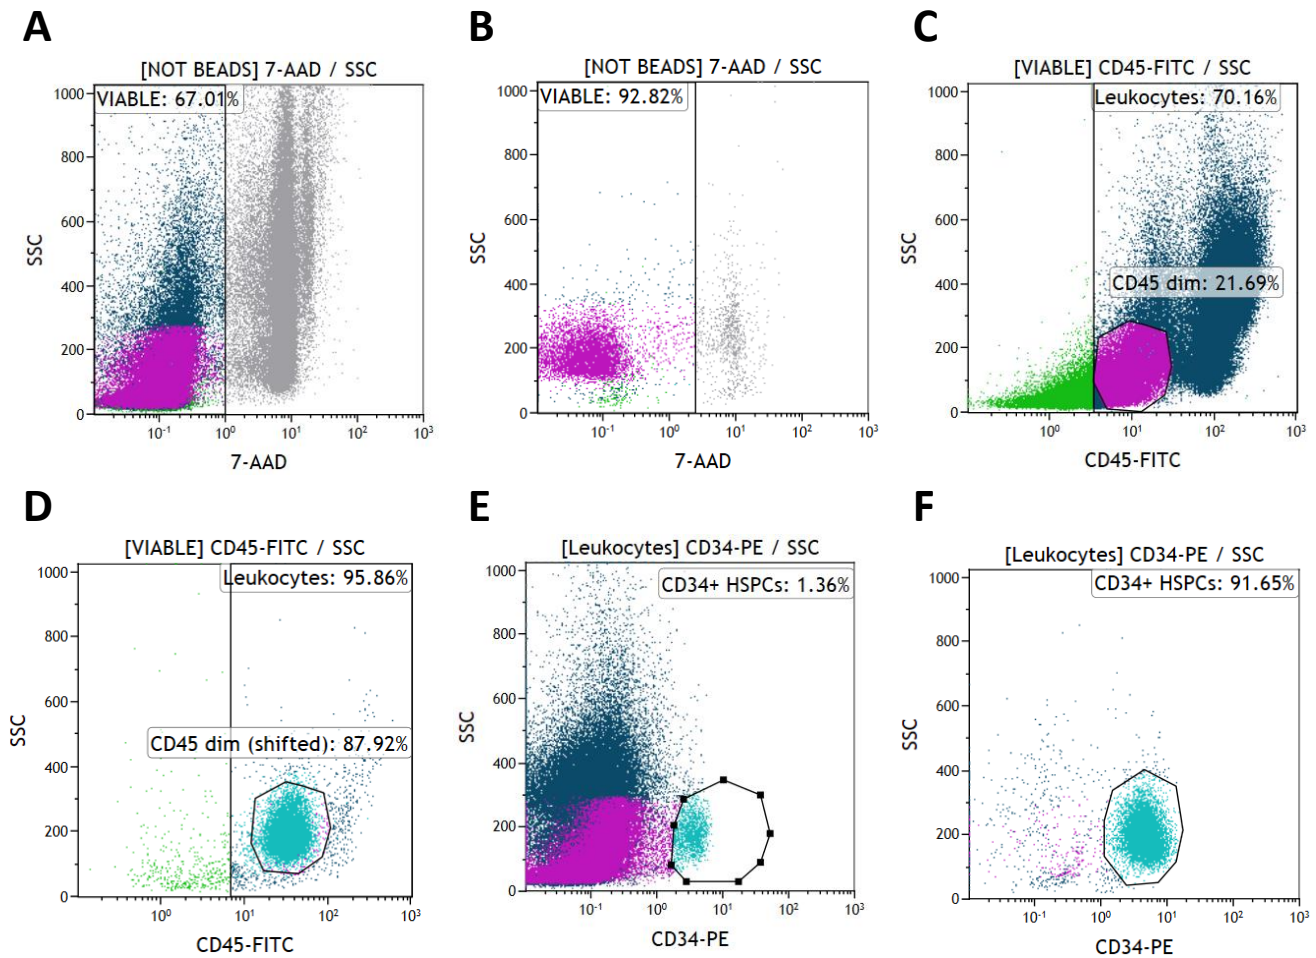 A
B
C
[NOT BEADS] 7-AAD / SSC
VIABLE: 67.01%
1000
800
600
400
200
0
SSC
10-1
100
101
102
103
7-AAD
[NOT BEADS] 7-AAD / SSC
VIABLE: 92.82%
1000
800
600
400
200
0
SSC
10-1
100
101
102
103
7-AAD
[VIABLE] CD45-FITC / SSC
Leukocytes: 70.16%
CD45 dim: 21.69%
1000
800
600
400
200
0
SSC
100
101
102
103
CD45-FITC
D
E
F
[VIABLE] CD45-FITC / SSC
Leukocytes: 95.86%
CD45 dim (shifted): 87.92%
1000
800
600
400
200
0
SSC
100
101
102
103
CD45-FITC
[Leukocytes] CD34-PE / SSC
CD34+ HSPCs: 1.36%
1000
800
600
400
200
0
SSC
10-1
100
101
102
103
CD34-PE
[Leukocytes] CD34-PE / SSC
CD34+ HSPCs: 91.65%
1000
800
600
400
200
0
SSC
10-1
100
101
102
103
CD34-PE